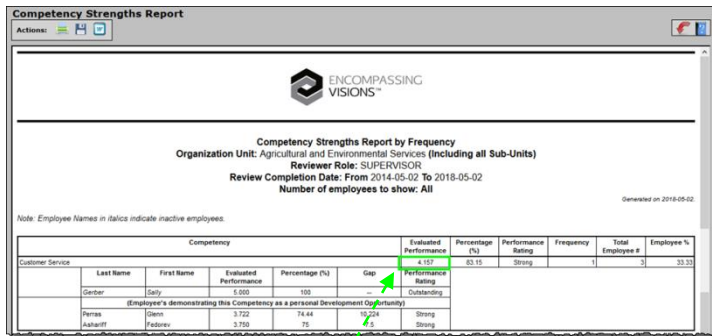 Competency Strengths Report
Actions:
ENCOMPASSING
VISIONS™
Competency Strengths Report by Frequency
Organization Unit: Agricultural and Environmental Services (Including all Sub-Units)
Reviewer Role: SUPERVISOR
Review Completion Date: From 2014-05-02 To 2018-05-02
Number of employees to show: All
Generated on 2018-05-02.
Note: Employee Names in italics indicate inactive employees.
Competency Evaluated Performance Percentage (%) Performance Rating Frequency Total Employee # Employee %
Customer Service 4.157 83.15 Strong 1 3 33.33
Last Name First Name Evaluated Performance Percentage (%) Gap Performance Rating
Gerber Sally 5.000 100 -- Outstanding
(Employee's demonstrating this Competency as a personal Development Opportunity)
Perras Glenn 3.722 74.44 10.224 Strong
Ashariff Fedorev 3.750 75 Strong